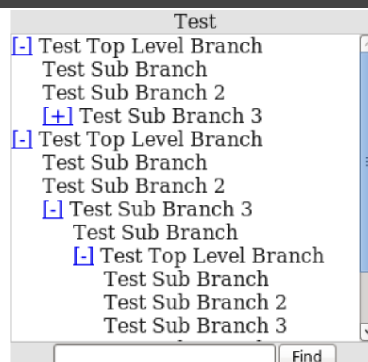 Test
[-] Test Top Level Branch
Test Sub Branch
Test Sub Branch 2
[+] Test Sub Branch 3
[-] Test Top Level Branch
Test Sub Branch
Test Sub Branch 2
[-] Test Sub Branch 3
Test Sub Branch
[-] Test Top Level Branch
Test Sub Branch
Test Sub Branch 2
Test Sub Branch 3
Find